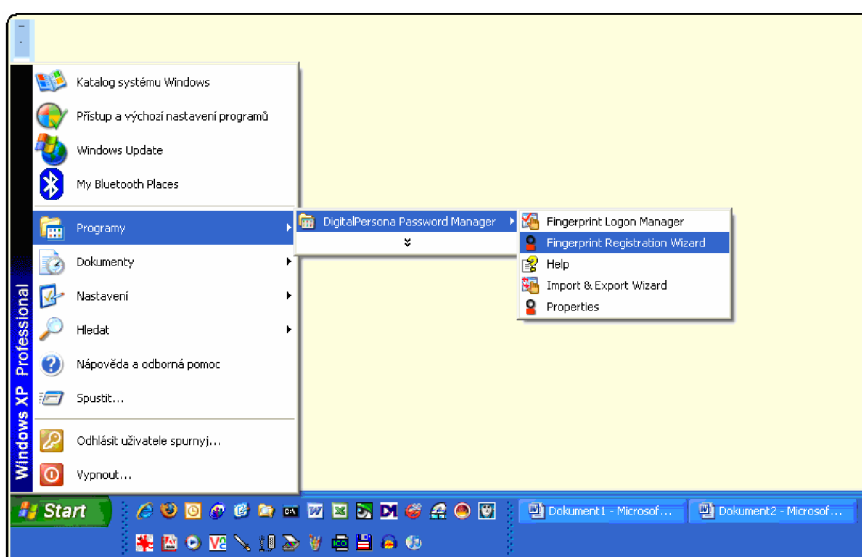 Katalog systému Windows
Přístup a výchozí nastavení programů
Windows Update
My Bluetooth Places
Programy
Dokumenty
Nastavení
Hledat
Nápověda a odborná pomoc
Spustit...
Odhlásit uživatele spurnyj...
Vypnout...
Windows XP Professional
DigitalPersona Password Manager
Fingerprint Logon Manager
Fingerprint Registration Wizard
Help
Import & Export Wizard
Properties
Start
Dokument1 - Microsof...
Dokument2 - Microsof...